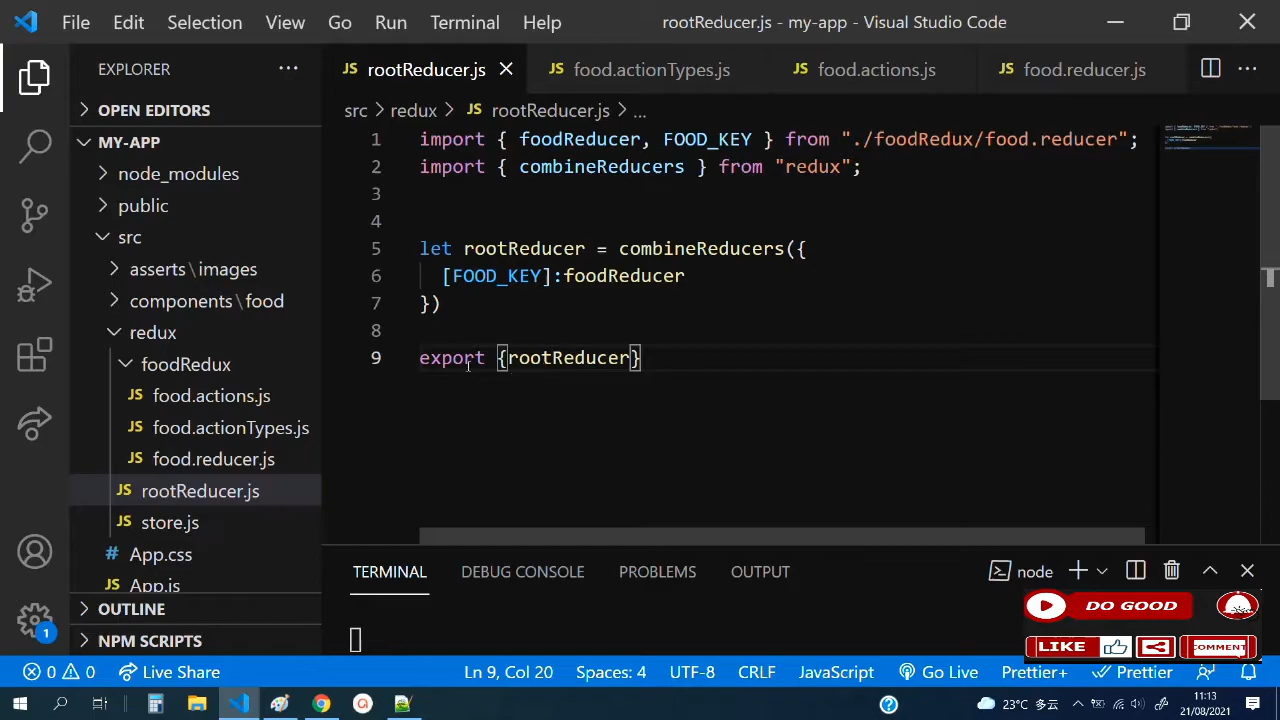 File Edit Selection View Go Run Terminal Help rootReducer.js - my-app - Visual Studio Code
EXPLORER
OPEN EDITORS
MY-APP
node_modules
public
src
asserts\images
components\food
redux
foodRedux
food.actions.js
food.actionTypes.js
food.reducer.js
rootReducer.js
store.js
App.css
App.js
OUTLINE
NPM SCRIPTS
rootReducer.js food.actionTypes.js food.actions.js food.reducer.js
src > redux > JS rootReducer.js > ...
1 import { foodReducer, FOOD_KEY } from "./foodRedux/food.reducer";
2 import { combineReducers } from "redux";
3
4
5 let rootReducer = combineReducers({
6 [FOOD_KEY]:foodReducer
7 })
8
9 export {rootReducer}
TERMINAL DEBUG CONSOLE PROBLEMS OUTPUT node
DO GOOD
LIKE COMMENT
0 0 Live Share Ln 9, Col 20 Spaces: 4 UTF-8 CRLF JavaScript Go Live Prettier+ Prettier
1
23°C 多云 11:13
21/08/2021